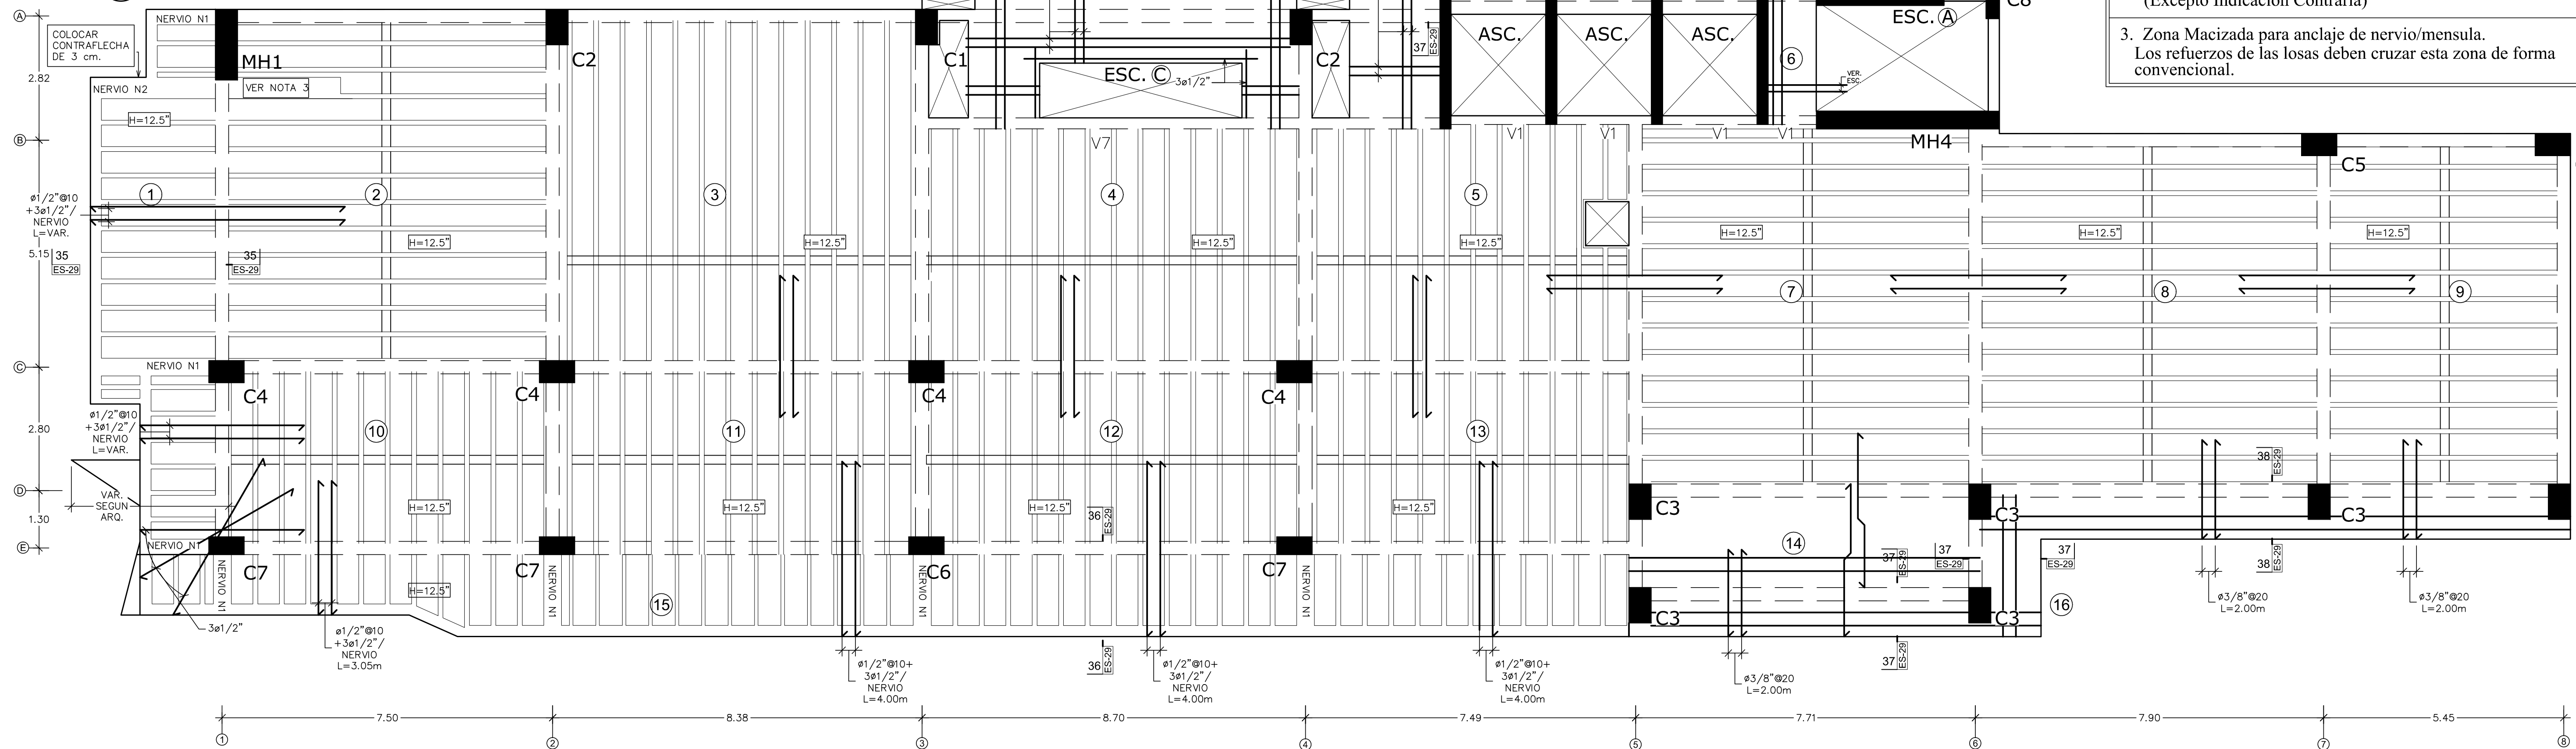 Ⓐ
NERVIO N1
COLOCAR
CONTRAFLECHA
DE 3 cm.
MH1
C2
C1
C2
37
ES-29
ASC.
ASC.
ASC.
ESC. Ⓐ
C8
(Excepto Indicación Contraria)
3. Zona Macizada para anclaje de nervio/mensula.
Los refuerzos de las losas deben cruzar esta zona de forma
convencional.
2.82
NERVIO N2
VER NOTA 3
ESC. Ⓒ
3ø1/2"
6
VER.
ESC.
H=12.5"
Ⓑ
V7
V1
V1
V1
V1
MH4
C5
1
2
3
4
5
ø1/2"@10
+3ø1/2"/
NERVIO
L=VAR.
5.15
35
ES-29
35
ES-29
H=12.5"
H=12.5"
H=12.5"
H=12.5"
H=12.5"
H=12.5"
H=12.5"
7
8
9
Ⓒ
NERVIO N1
C4
C4
C4
C4
ø1/2"@10
+3ø1/2"/
NERVIO
L=VAR.
2.80
10
11
12
13
38
ES-29
Ⓓ
VAR.
SEGUN
ARQ.
1.30
H=12.5"
H=12.5"
H=12.5"
H=12.5"
36
ES-29
C3
C3
C3
Ⓔ
NERVIO N1
14
37
ES-29
37
ES-29
37
ES-29
38
ES-29
C7
NERVIO N1
C7
NERVIO N1
NERVIO N1
C6
C7
NERVIO N1
H=12.5"
15
C3
C3
16
3ø1/2"
ø1/2"@10
+3ø1/2"/
NERVIO
L=3.05m
36
ES-29
37
ES-29
ø1/2"@10+
3ø1/2"/
NERVIO
L=4.00m
ø1/2"@10+
3ø1/2"/
NERVIO
L=4.00m
ø1/2"@10+
3ø1/2"/
NERVIO
L=4.00m
ø3/8"@20
L=2.00m
ø3/8"@20
L=2.00m
ø3/8"@20
L=2.00m
7.50
8.38
8.70
7.49
7.71
7.90
5.45
①
②
③
④
⑤
⑥
⑦
⑧